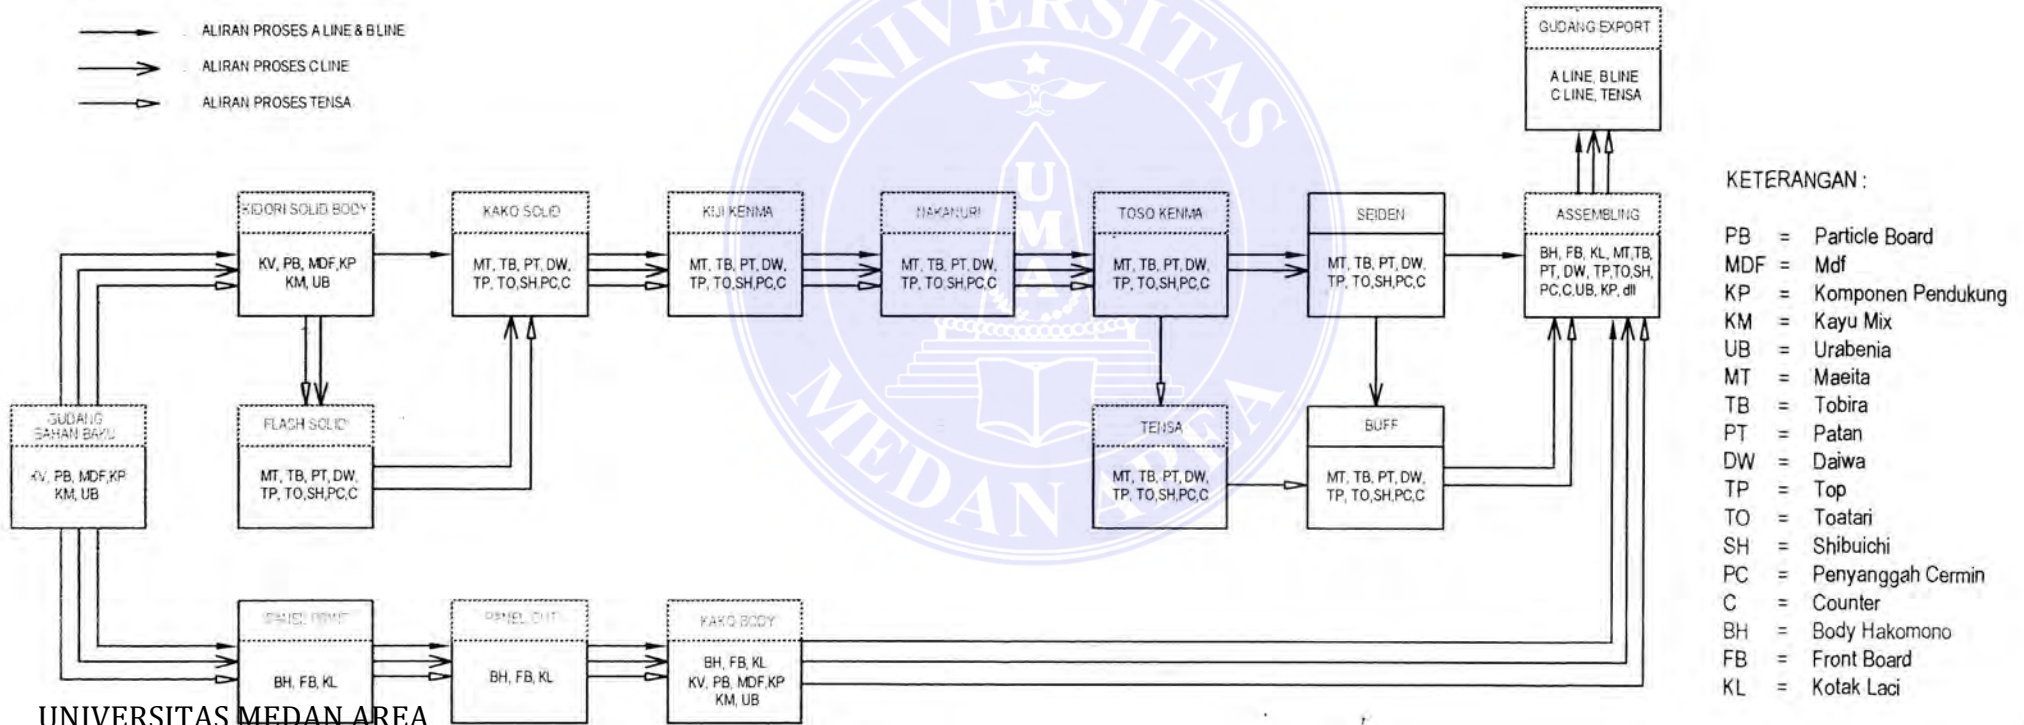 ALIRAN PROSES A LINE & B LINE
: ALIRAN PROSES C LINE
: ALIRAN PROSES TENSA
GUDANG EXPORT
A LINE, B LINE
C LINE, TENSA
KIDORI SOLID BODY
KV, PB, MDF,KP
KM, UB
KAKO SOLID
MT, TB, PT, DW,
TP, TO,SH,PC,C
KIJI KENMA
MT, TB, PT, DW,
TP, TO,SH,PC,C
NAKANURI
MT, TB, PT, DW,
TP, TO,SH,PC,C
TOSO KENMA
MT, TB, PT, DW,
TP, TO,SH,PC,C
SEIDEN
MT, TB, PT, DW,
TP, TO,SH,PC,C
ASSEMBLING
BH, FB, KL, MT,TB,
PT, DW, TP,TO,SH,
PC,C,UB, KP, dll
GUDANG
BAHAN BAKU
KV, PB, MDF,KP
KM, UB
FLASH SOLID
MT, TB, PT, DW,
TP, TO,SH,PC,C
TENSA
MT, TB, PT, DW,
TP, TO,SH,PC,C
BUFF
MT, TB, PT, DW,
TP, TO,SH,PC,C
PANEL
BH, FB, KL
PANEL CUT
BH, FB, KL
KAKO BODY
BH, FB, KL
KV, PB, MDF,KP
KM, UB
KETERANGAN :
PB = Particle Board
MDF = Mdf
KP = Komponen Pendukung
KM = Kayu Mix
UB = Urabenia
MT = Maeita
TB = Tobira
PT = Patan
DW = Daiwa
TP = Top
TO = Toatari
SH = Shibuichi
PC = Penyanggah Cermin
C = Counter
BH = Body Hakomono
FB = Front Board
KL = Kotak Laci
UNIVERSITAS
MEDAN AREA
UMA
UNIVERSITAS MEDAN AREA